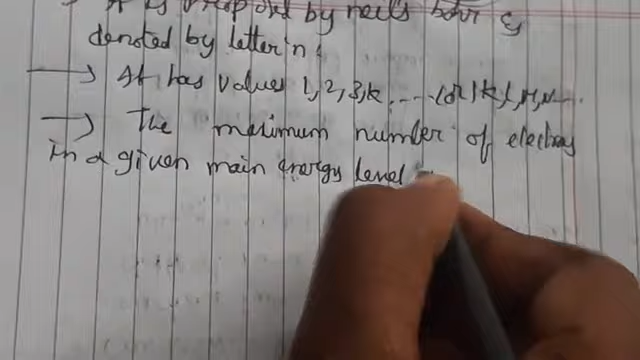 It is proposed by neils bohr &
denoted by letter 'n'
→ It has values 1, 2, 3, k, .... (or) k, l, m, n....
→ The maximum number of electrons
in a given main energy level